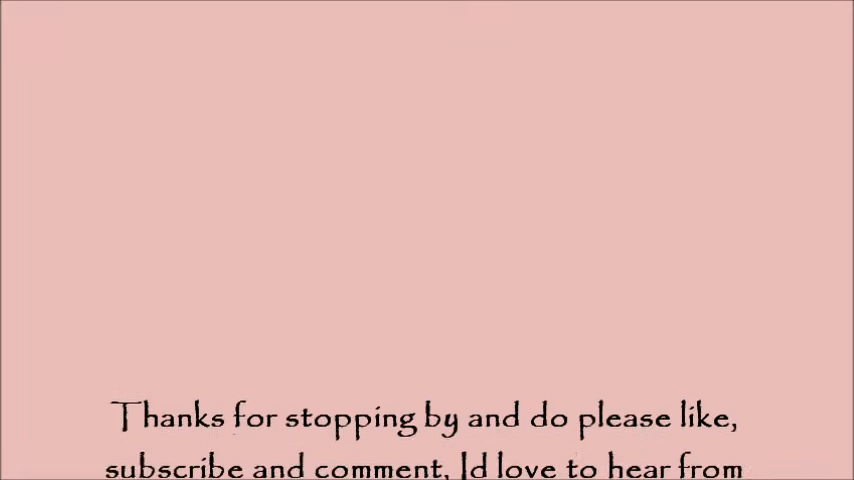 Thanks for stopping by and do please like,
subscribe and comment, Id love to hear from